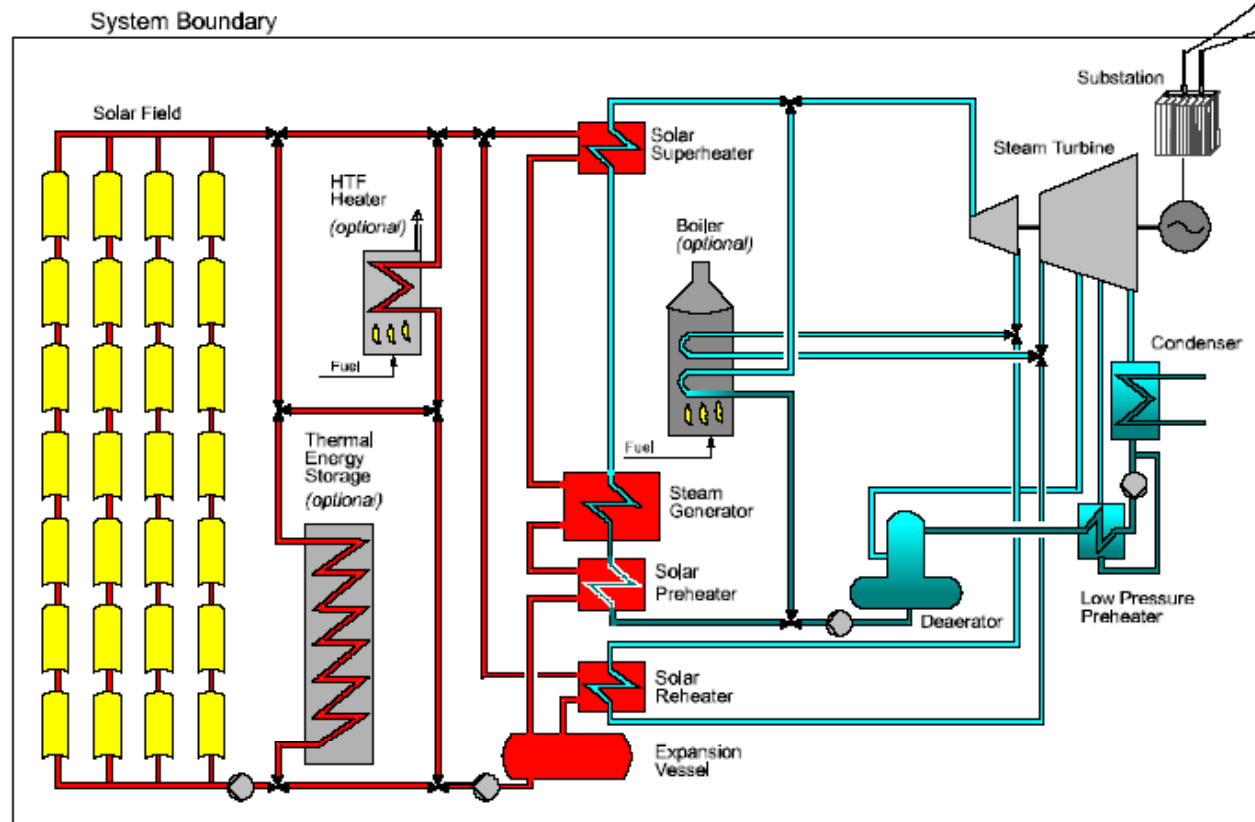 System Boundary
Substation
Solar Field
Solar
Superheater
Steam Turbine
HTF
Heater
(optional)
Boiler
(optional)
Condenser
Fuel
Thermal
Energy
Storage
(optional)
Fuel
Steam
Generator
Solar
Preheater
Deaerator
Low Pressure
Preheater
Solar
Reheater
Expansion
Vessel